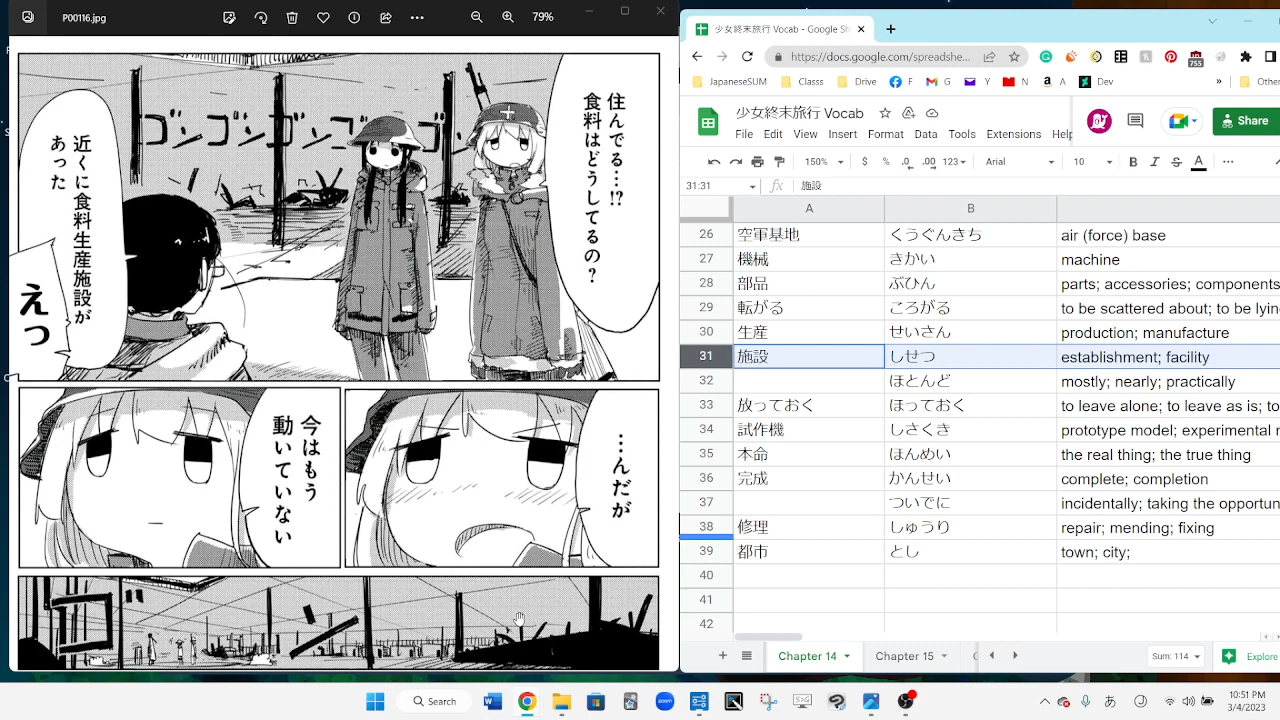 P00116.jpg
79%
住んでる…!?
食料はどうしてるの?
ゴンゴンガンゴン
近くに食料生産施設が
あった
えっ
…んだが
今はもう
動いていない
ゴン
少女終末旅行 Vocab - Google Sh
https://docs.google.com/spreadshe...
JapaneseSUM
Classs
Drive
F
G
Y
N
A
Dev
»
Other
755
少女終末旅行 Vocab
File Edit View Insert Format Data Tools Extensions Help
Share
150% $ % .0 .00 123 Arial 10 B I S A
31:31 fx 施設
A B
26 空軍基地 くうぐんきち air (force) base
27 機械 きかい machine
28 部品 ぶひん parts; accessories; components
29 転がる ころがる to be scattered about; to be lying
30 生産 せいさん production; manufacture
31 施設 しせつ establishment; facility
32 ほとんど mostly; nearly; practically
33 放っておく ほっておく to leave alone; to leave as is; to
34 試作機 しさくき prototype model; experimental m
35 本命 ほんめい the real thing; the true thing
36 完成 かんせい complete; completion
37 ついでに incidentally; taking the opportun
38 修理 しゅうり repair; mending; fixing
39 都市 とし town; city;
40
41
42
Chapter 14 Chapter 15 Sum: 114 Explore
Search
zoom
あ
10:51 PM
3/4/2023